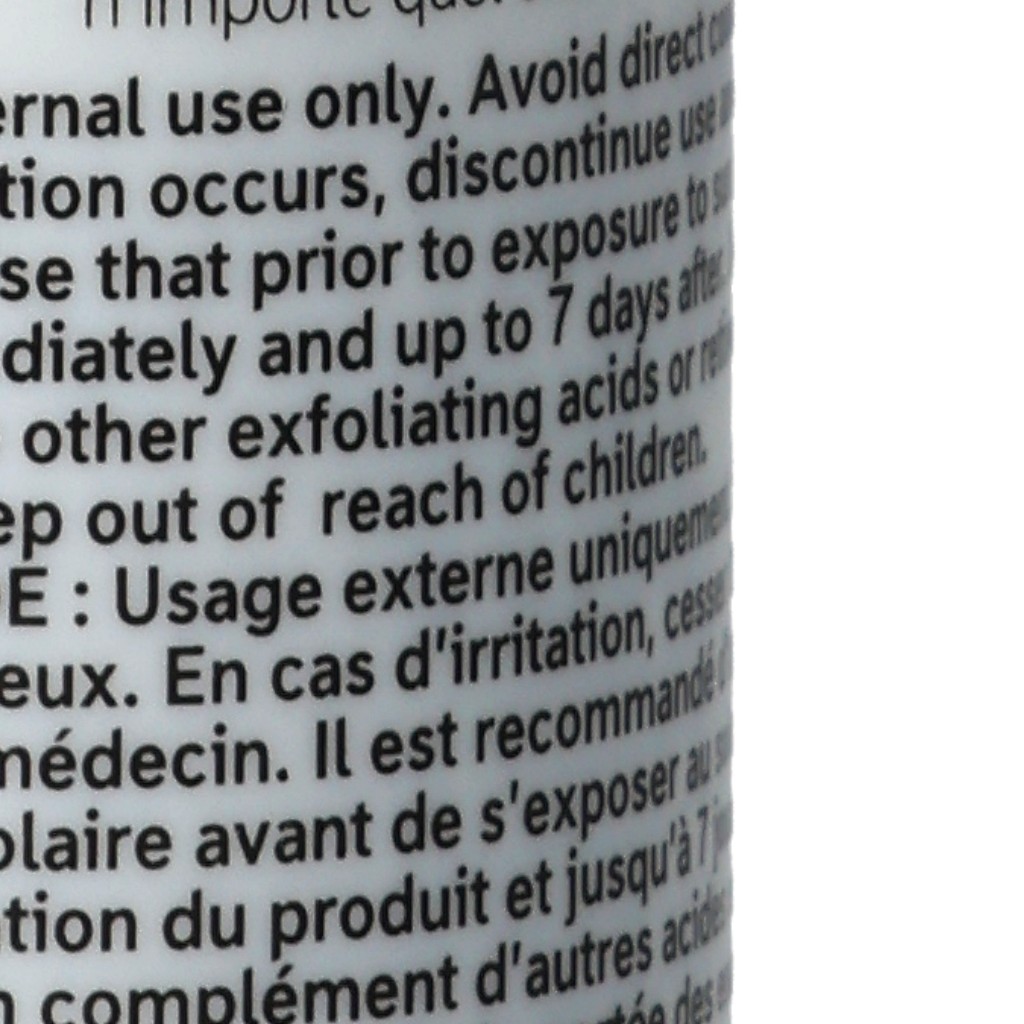 n'importe
ernal use only. Avoid direct
tion occurs, discontinue use
se that prior to exposure to
diately and up to 7 days after
other exfoliating acids or
ep out of reach of children.
E : Usage externe uniquement
eux. En cas d'irritation, cessez
médecin. Il est recommandé
olaire avant de s'exposer au
ation du produit et jusqu'à 7
n complément d'autres acides
des